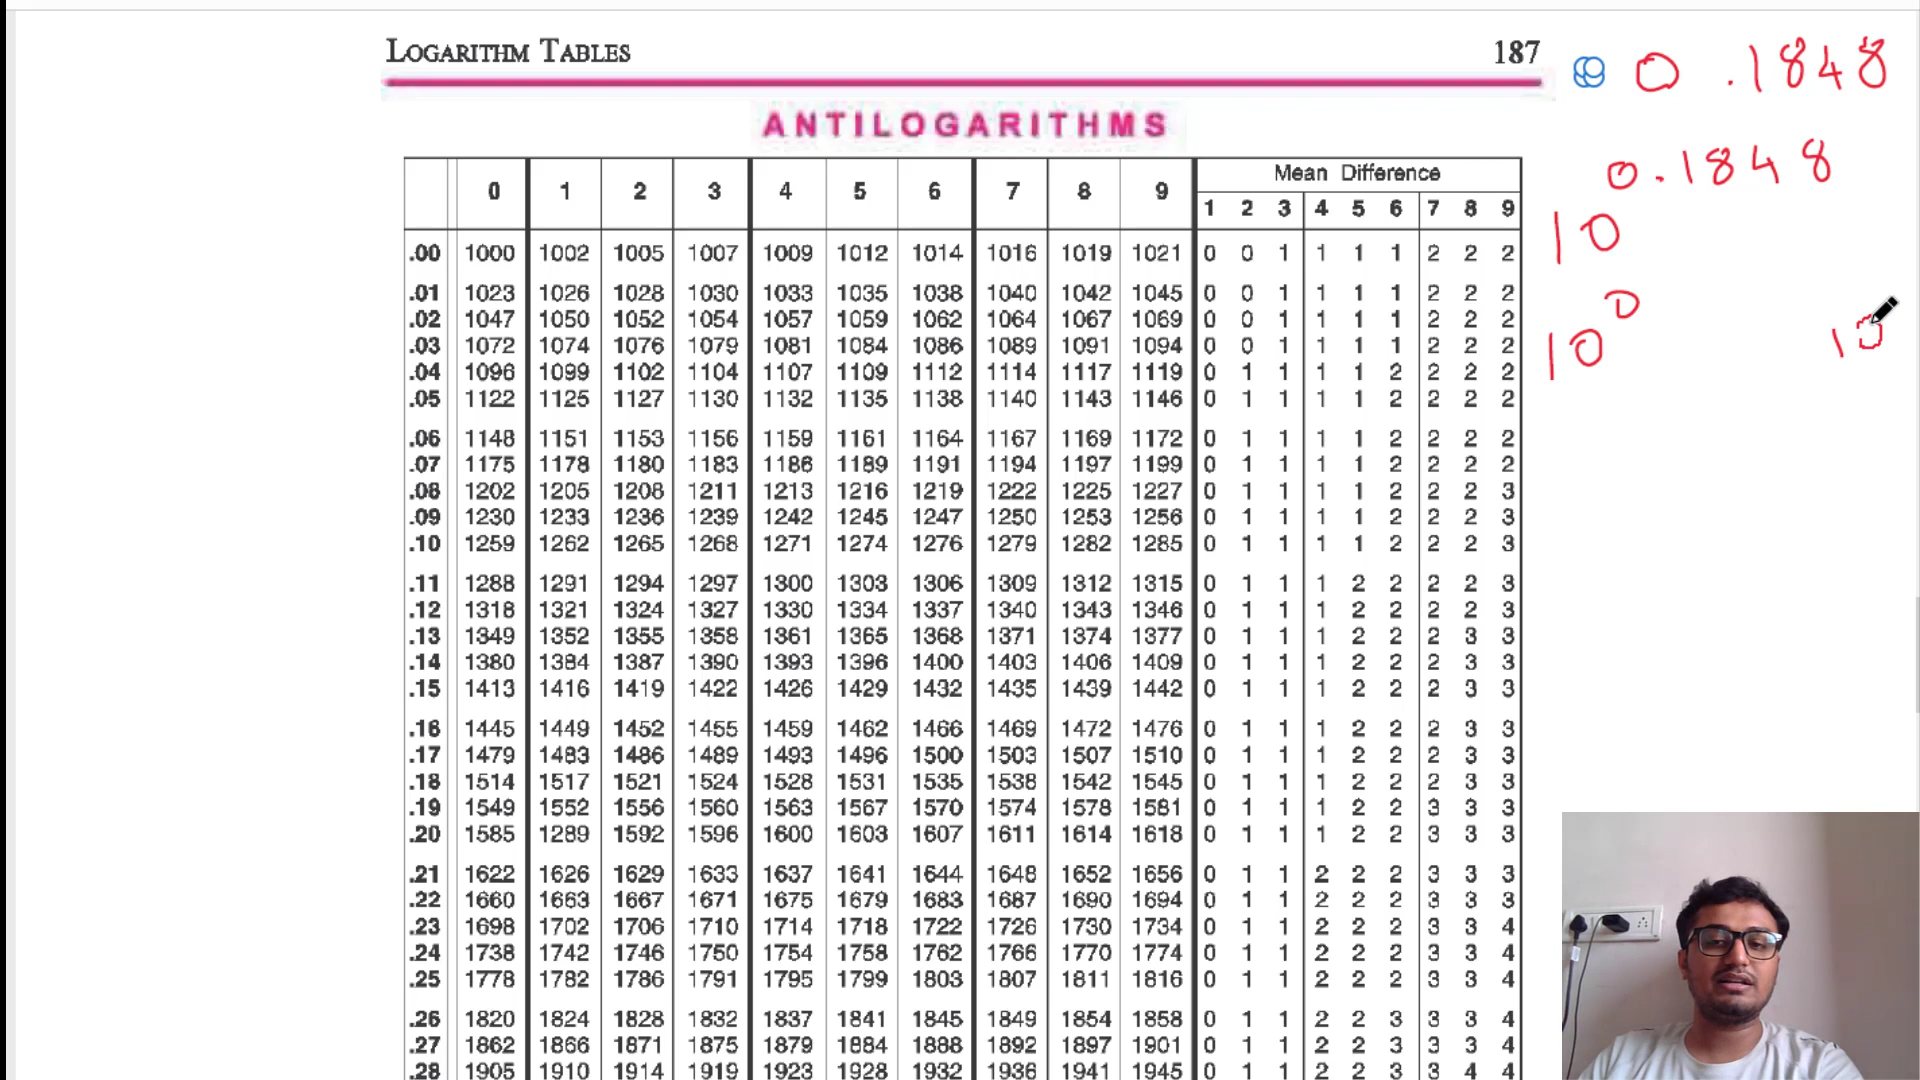 LOGARITHM TABLES 187
0.1848
ANTILOGARITHMS
0.1848
10
0
10
10
Mean Difference
0 1 2 3 4 5 6 7 8 9 1 2 3 4 5 6 7 8 9
.00 1000 1002 1005 1007 1009 1012 1014 1016 1019 1021 0 0 1 1 1 1 2 2 2
.01 1023 1026 1028 1030 1033 1035 1038 1040 1042 1045 0 0 1 1 1 1 2 2 2
.02 1047 1050 1052 1054 1057 1059 1062 1064 1067 1069 0 0 1 1 1 1 2 2 2
.03 1072 1074 1076 1079 1081 1084 1086 1089 1091 1094 0 0 1 1 1 1 2 2 2
.04 1096 1099 1102 1104 1107 1109 1112 1114 1117 1119 0 1 1 1 1 2 2 2 2
.05 1122 1125 1127 1130 1132 1135 1138 1140 1143 1146 0 1 1 1 1 2 2 2 2
.06 1148 1151 1153 1156 1159 1161 1164 1167 1169 1172 0 1 1 1 1 2 2 2 2
.07 1175 1178 1180 1183 1186 1189 1191 1194 1197 1199 0 1 1 1 1 2 2 2 2
.08 1202 1205 1208 1211 1213 1216 1219 1222 1225 1227 0 1 1 1 1 2 2 2 3
.09 1230 1233 1236 1239 1242 1245 1247 1250 1253 1256 0 1 1 1 1 2 2 2 3
.10 1259 1262 1265 1268 1271 1274 1276 1279 1282 1285 0 1 1 1 1 2 2 2 3
.11 1288 1291 1294 1297 1300 1303 1306 1309 1312 1315 0 1 1 1 2 2 2 2 3
.12 1318 1321 1324 1327 1330 1334 1337 1340 1343 1346 0 1 1 1 2 2 2 2 3
.13 1349 1352 1355 1358 1361 1365 1368 1371 1374 1377 0 1 1 1 2 2 2 3 3
.14 1380 1384 1387 1390 1393 1396 1400 1403 1406 1409 0 1 1 1 2 2 2 3 3
.15 1413 1416 1419 1422 1426 1429 1432 1435 1439 1442 0 1 1 1 2 2 2 3 3
.16 1445 1449 1452 1455 1459 1462 1466 1469 1472 1476 0 1 1 1 2 2 2 3 3
.17 1479 1483 1486 1489 1493 1496 1500 1503 1507 1510 0 1 1 1 2 2 2 3 3
.18 1514 1517 1521 1524 1528 1531 1535 1538 1542 1545 0 1 1 1 2 2 2 3 3
.19 1549 1552 1556 1560 1563 1567 1570 1574 1578 1581 0 1 1 1 2 2 3 3 3
.20 1585 1289 1592 1596 1600 1603 1607 1611 1614 1618 0 1 1 1 2 2 3 3 3
.21 1622 1626 1629 1633 1637 1641 1644 1648 1652 1656 0 1 1 2 2 2 3 3 3
.22 1660 1663 1667 1671 1675 1679 1683 1687 1690 1694 0 1 1 2 2 2 3 3 3
.23 1698 1702 1706 1710 1714 1718 1722 1726 1730 1734 0 1 1 2 2 2 3 3 4
.24 1738 1742 1746 1750 1754 1758 1762 1766 1770 1774 0 1 1 2 2 2 3 3 4
.25 1778 1782 1786 1791 1795 1799 1803 1807 1811 1816 0 1 1 2 2 2 3 3 4
.26 1820 1824 1828 1832 1837 1841 1845 1849 1854 1858 0 1 1 2 2 3 3 3 4
.27 1862 1866 1871 1875 1879 1884 1888 1892 1897 1901 0 1 1 2 2 3 3 3 4
.28 1905 1910 1914 1919 1923 1928 1932 1936 1941 1945 0 1 1 2 2 3 3 4 4